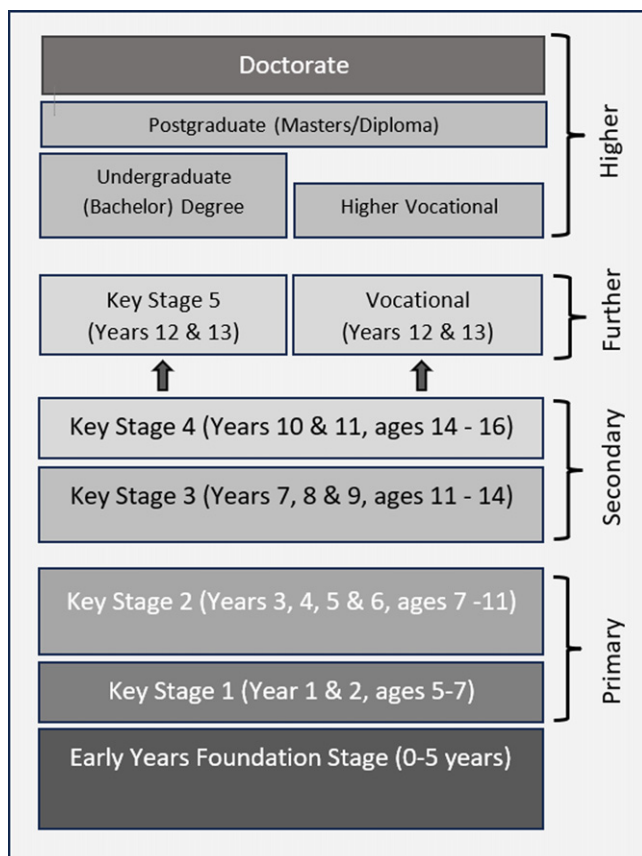 Doctorate
Postgraduate (Masters/Diploma)
Undergraduate
(Bachelor) Degree
Higher Vocational
Higher
Key Stage 5
(Years 12 & 13)
Vocational
(Years 12 & 13)
Further
Key Stage 4 (Years 10 & 11, ages 14 - 16)
Key Stage 3 (Years 7, 8 & 9, ages 11 - 14)
Secondary
Key Stage 2 (Years 3, 4, 5 & 6, ages 7 -11)
Key Stage 1 (Year 1 & 2, ages 5-7)
Primary
Early Years Foundation Stage (0-5 years)